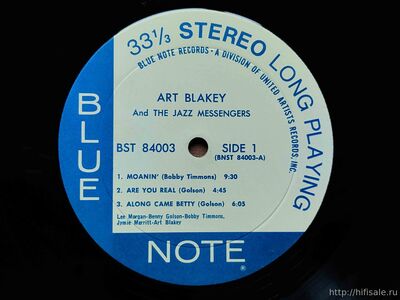 33 1/3 STEREO LONG PLAYING
BLUE NOTE RECORDS • A DIVISION OF UNITED ARTISTS RECORDS, INC.
ART BLAKEY
And THE JAZZ MESSENGERS
BST 84003
SIDE 1
(BNST 84003-A)
1. MOANIN' (Bobby Timmons) 9:30
2. ARE YOU REAL (Golson) 4:45
3. ALONG CAME BETTY (Golson) 6:05
Lee Morgan-Benny Golson-Bobby Timmons,
Jymie Merritt-Art Blakey
BLUE
NOTE
®
http://hifisale.ru